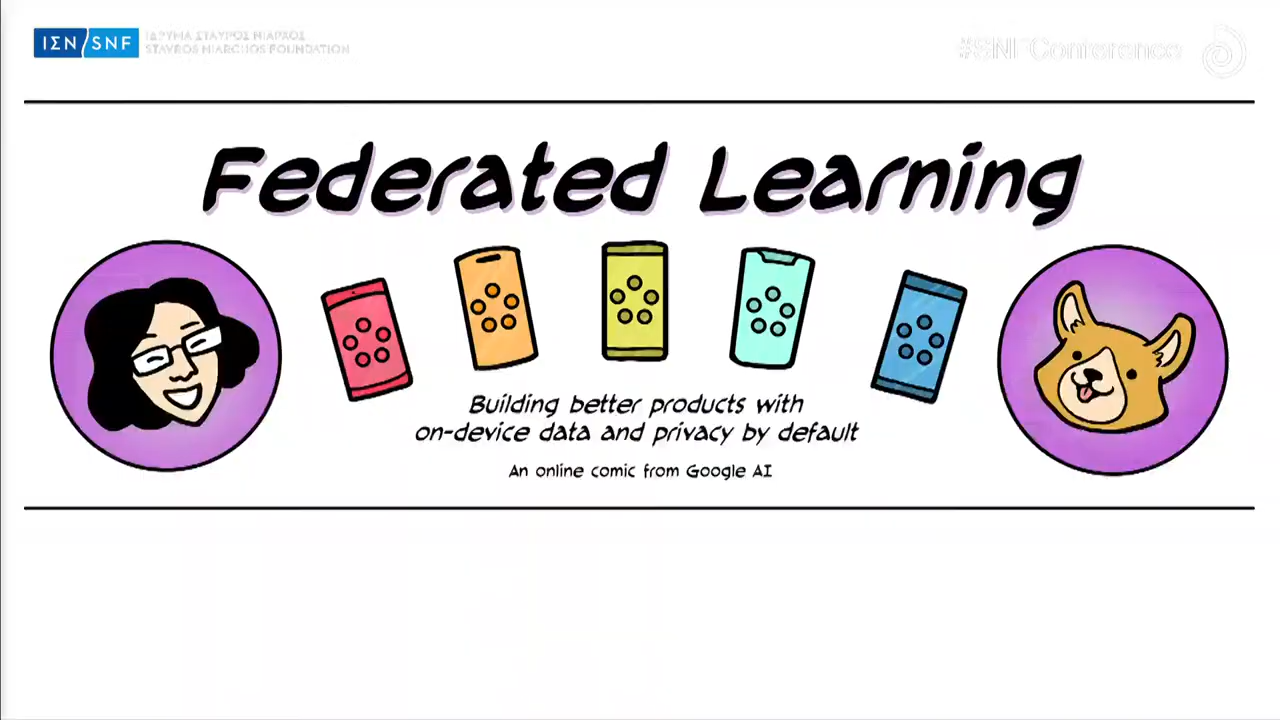 ΙΣΝ/SNF
ΙΔΡΥΜΑ ΣΤΑΥΡΟΣ ΝΙΑΡΧΟΣ
STAVROS NIARCHOS FOUNDATION
#SNFConference
Federated Learning
Building better products with
on-device data and privacy by default
An online comic from Google AI